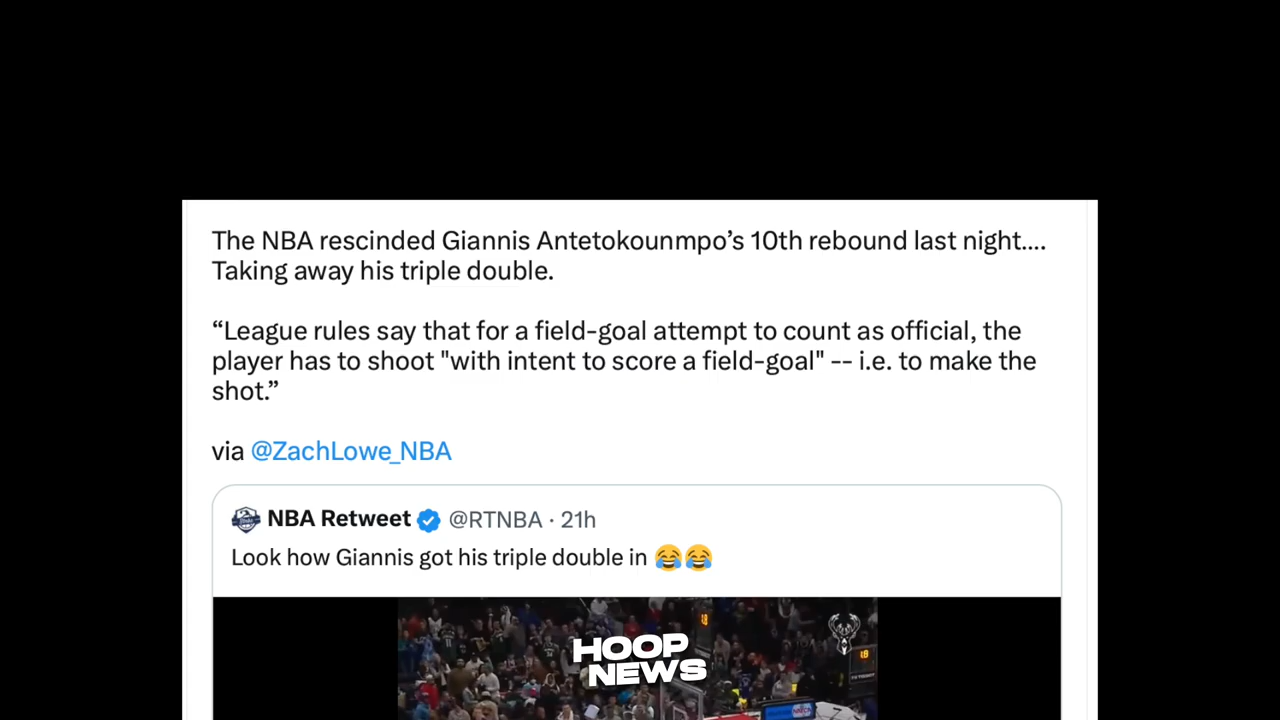 The NBA rescinded Giannis Antetokounmpo’s 10th rebound last night....
Taking away his triple double.
“League rules say that for a field-goal attempt to count as official, the
player has to shoot "with intent to score a field-goal" -- i.e. to make the
shot.”
via @ZachLowe_NBA
NBA Retweet @RTNBA · 21h
Look how Giannis got his triple double in 😂😂
HOOP
NEWS